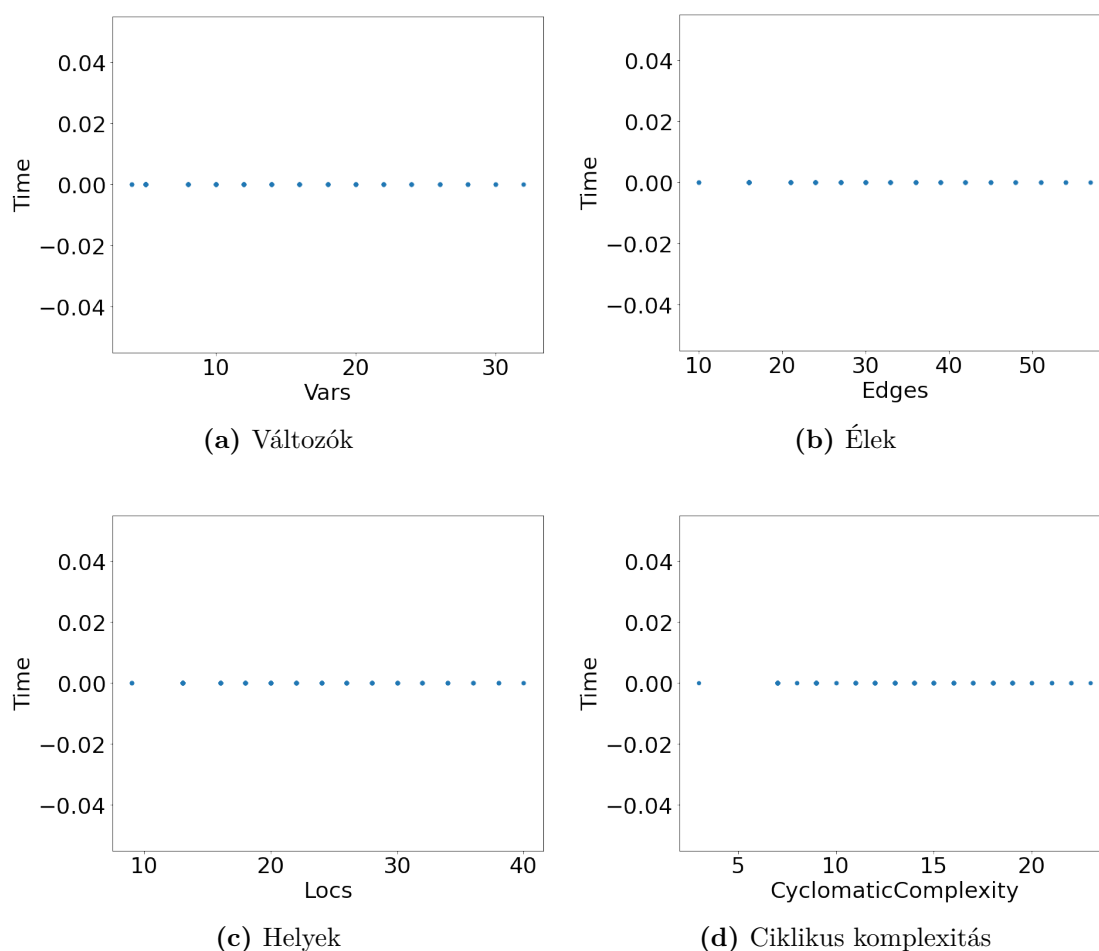 0.04
0.02
0.00
−0.02
−0.04
Time
10 20 30
Vars
(a) Változók
0.04
0.02
0.00
−0.02
−0.04
Time
10 20 30 40 50
Edges
(b) Élek
0.04
0.02
0.00
−0.02
−0.04
Time
10 20 30 40
Locs
(c) Helyek
0.04
0.02
0.00
−0.02
−0.04
Time
5 10 15 20
CyclomaticComplexity
(d) Ciklikus komplexitás